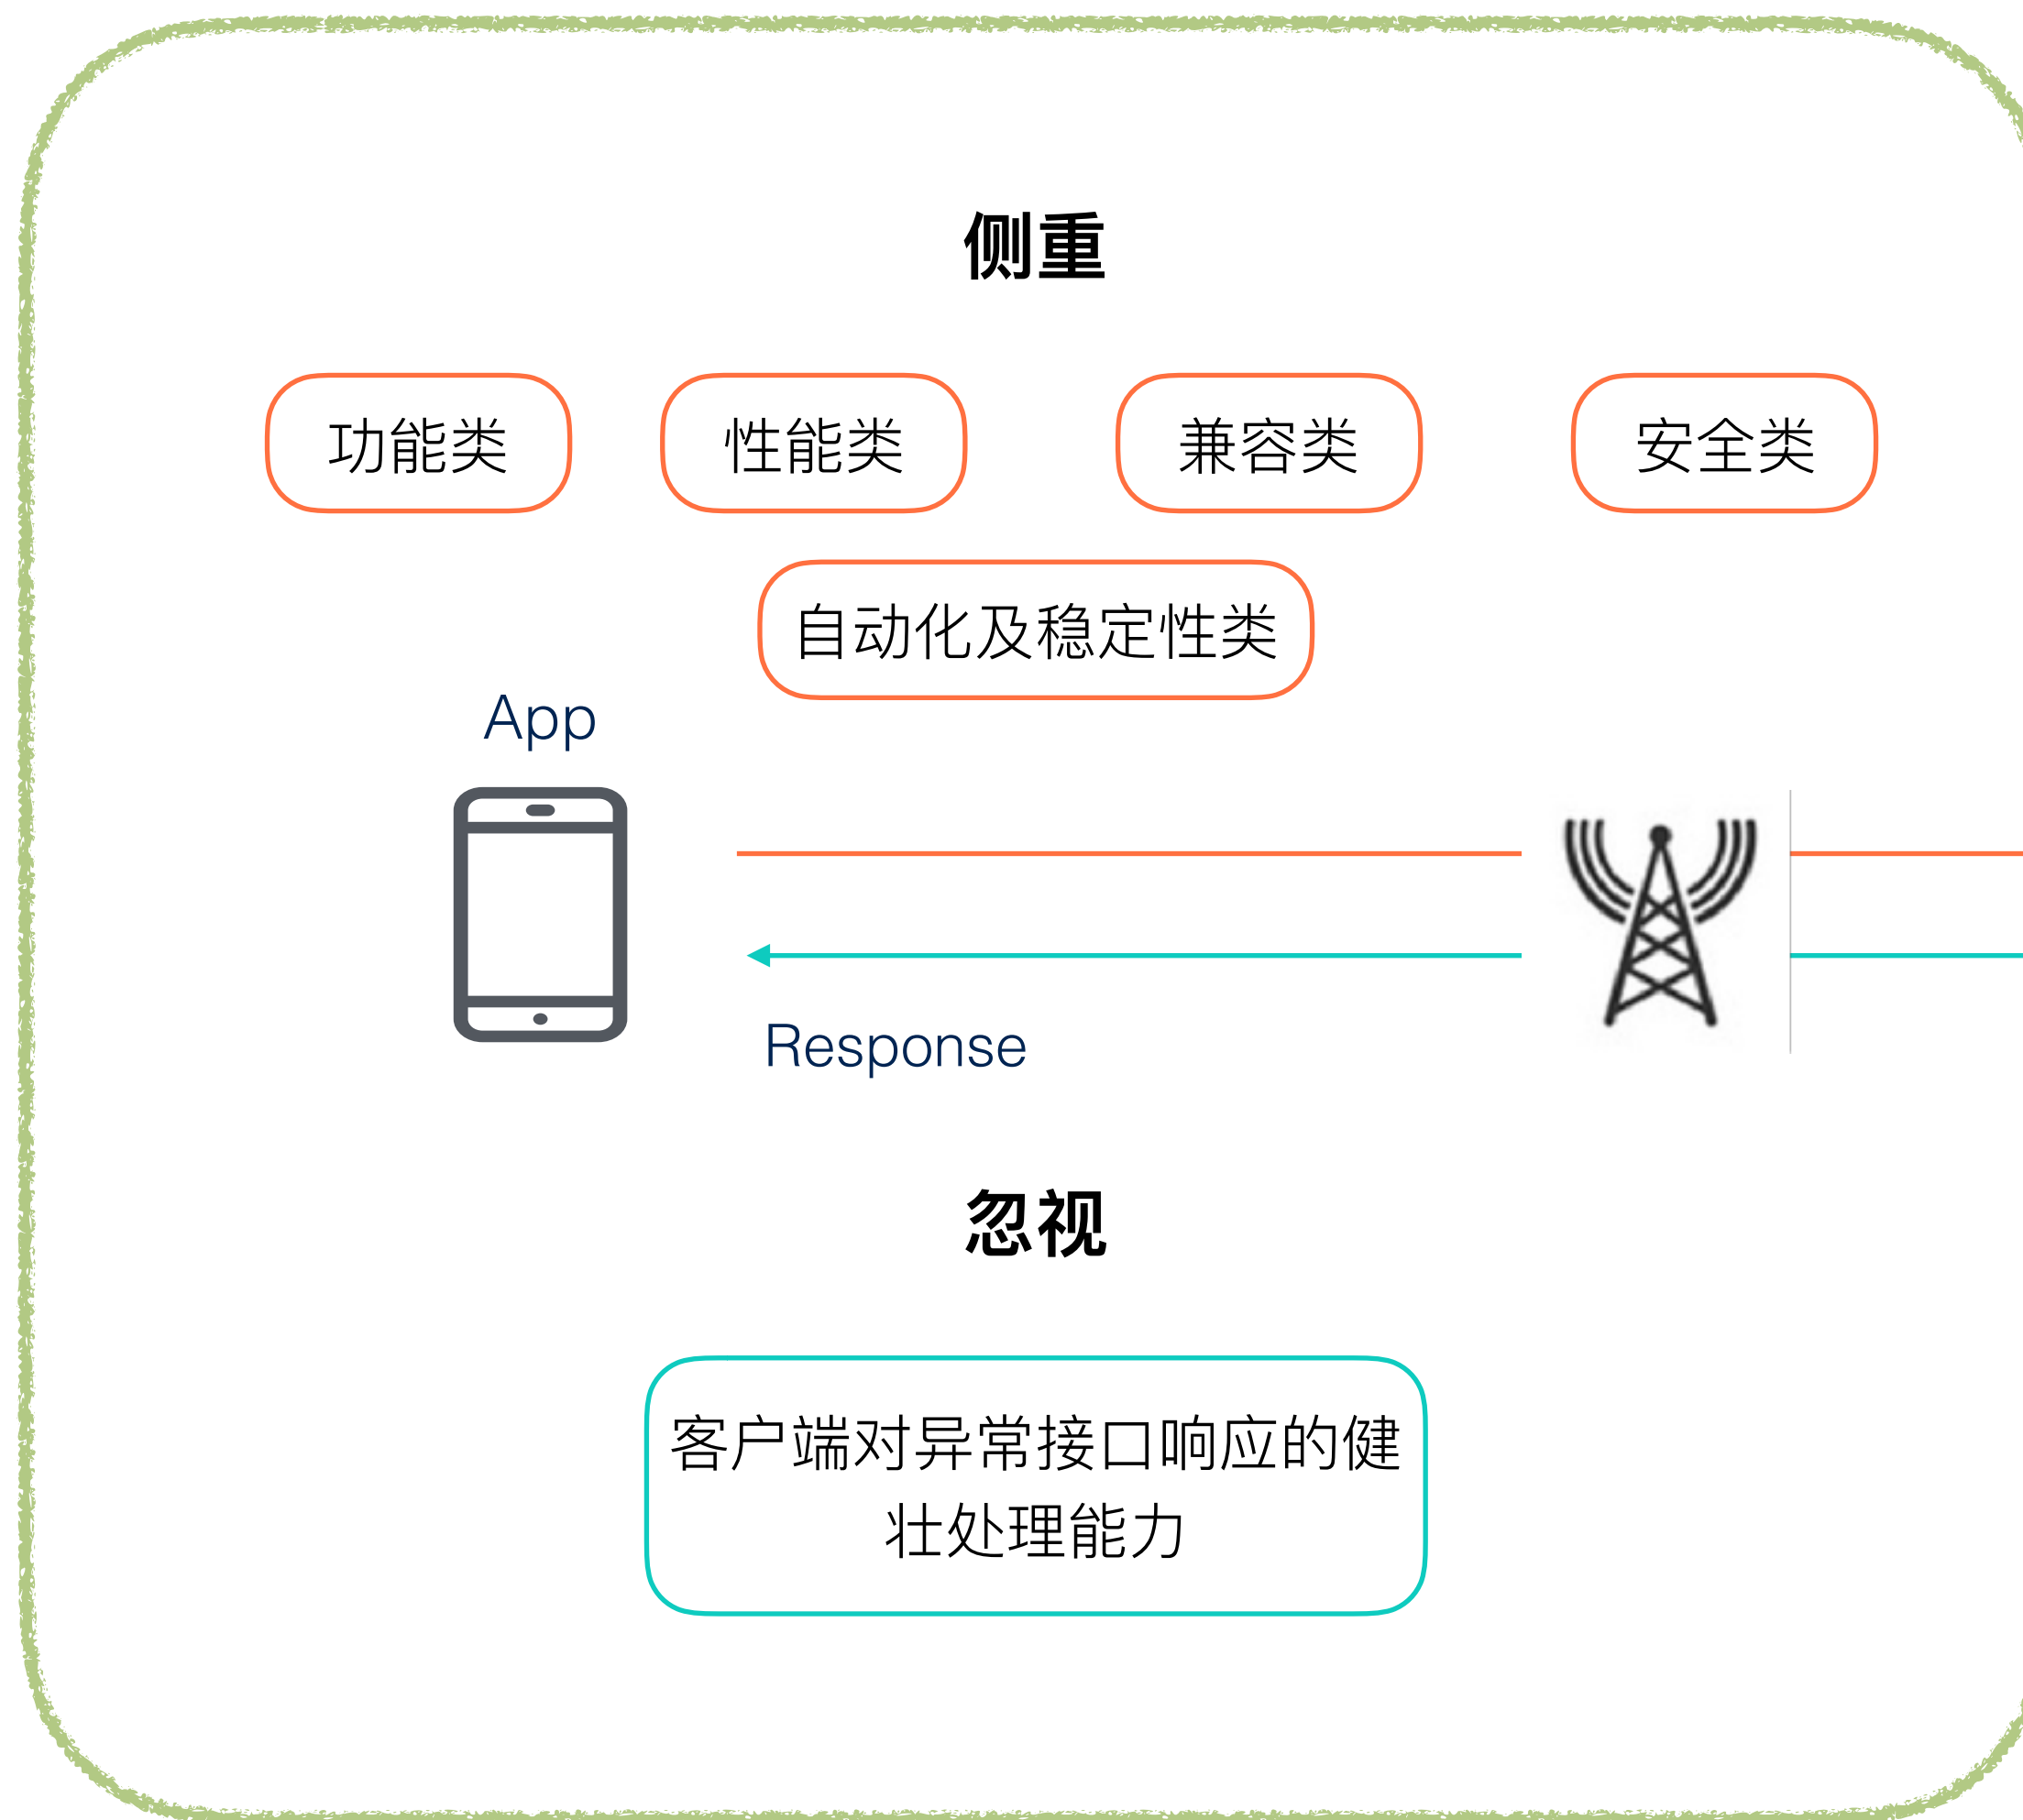 侧重
功能类
性能类
兼容类
安全类
自动化及稳定性类
App
Response
忽视
客户端对异常接口响应的健
壮处理能力